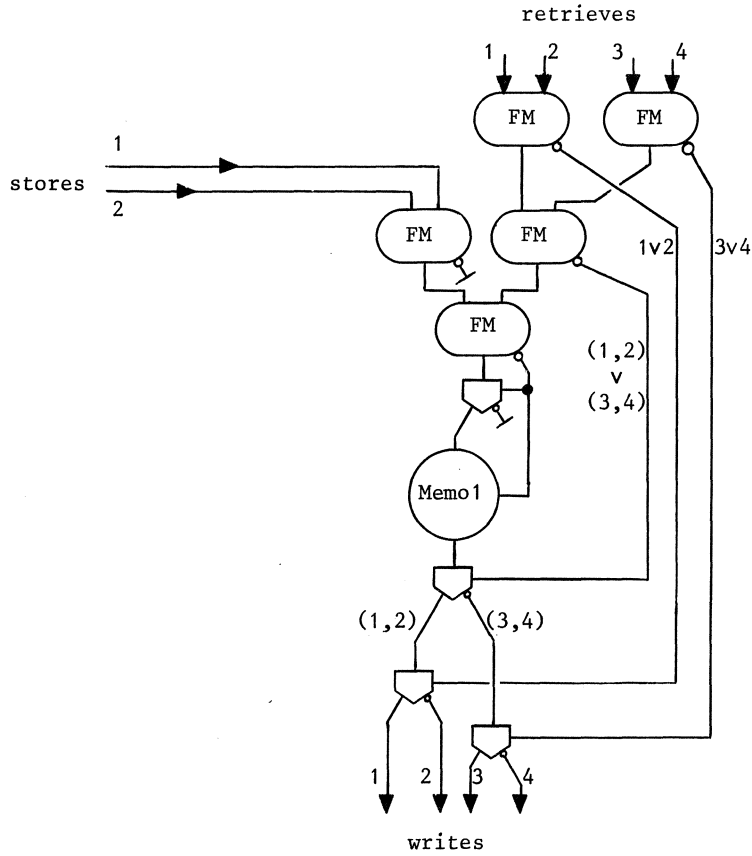 retrieves
1 2 3 4
FM FM
1
stores
2
FM FM
1v2 3v4
FM
(1,2)
v
(3,4)
Memo1
(1,2) (3,4)
1 2 3 4
writes